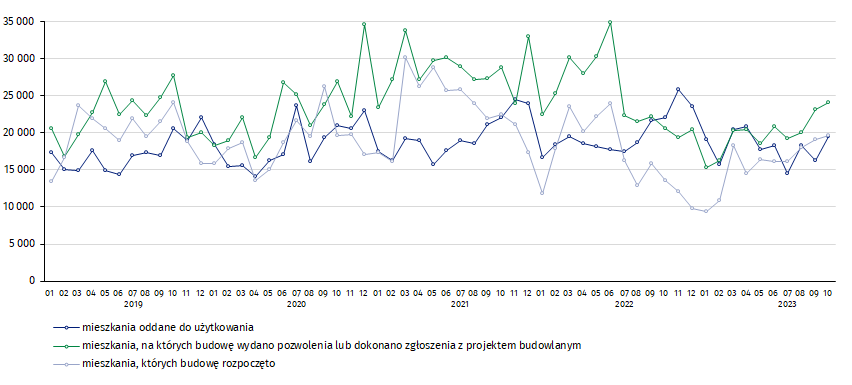 35 000
30 000
25 000
20 000
15 000
10 000
5 000
0
01 02 03 04 05 06 07 08 09 10 11 12 01 02 03 04 05 06 07 08 09 10 11 12 01 02 03 04 05 06 07 08 09 10 11 12 01 02 03 04 05 06 07 08 09 10 11 12 01 02 03 04 05 06 07 08 09 10
2019 2020 2021 2022 2023
mieszkania oddane do użytkowania
mieszkania, na których budowę wydano pozwolenia lub dokonano zgłoszenia z projektem budowlanym
mieszkania, których budowę rozpoczęto